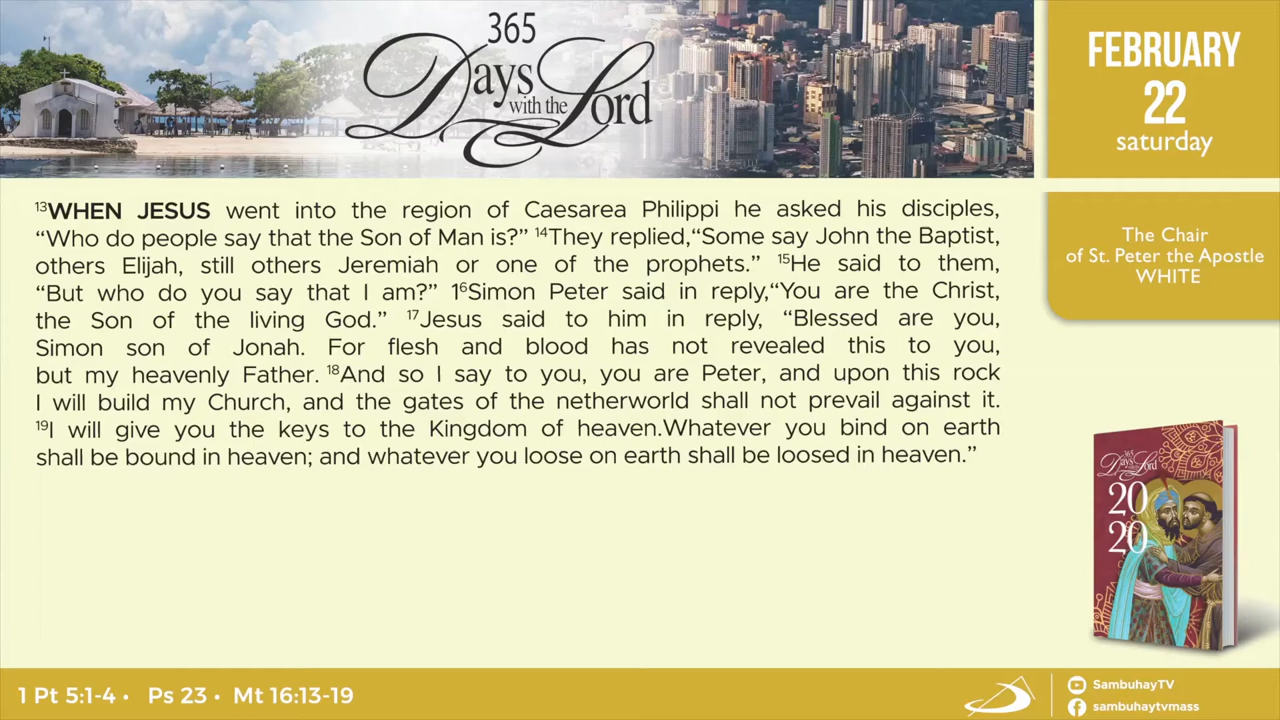 365
Days with the Lord
FEBRUARY
22
saturday
The Chair
of St. Peter the Apostle
WHITE
13WHEN JESUS went into the region of Caesarea Philippi he asked his disciples,
“Who do people say that the Son of Man is?” 14They replied,“Some say John the Baptist,
others Elijah, still others Jeremiah or one of the prophets.” 15He said to them,
“But who do you say that I am?” 16Simon Peter said in reply,“You are the Christ,
the Son of the living God.” 17Jesus said to him in reply, “Blessed are you,
Simon son of Jonah. For flesh and blood has not revealed this to you,
but my heavenly Father. 18And so I say to you, you are Peter, and upon this rock
I will build my Church, and the gates of the netherworld shall not prevail against it.
19I will give you the keys to the Kingdom of heaven.Whatever you bind on earth
shall be bound in heaven; and whatever you loose on earth shall be loosed in heaven.”
365
Days with the Lord
20
20
1 Pt 5:1-4 • Ps 23 • Mt 16:13-19
SambuhayTV
sambuhaytvmass